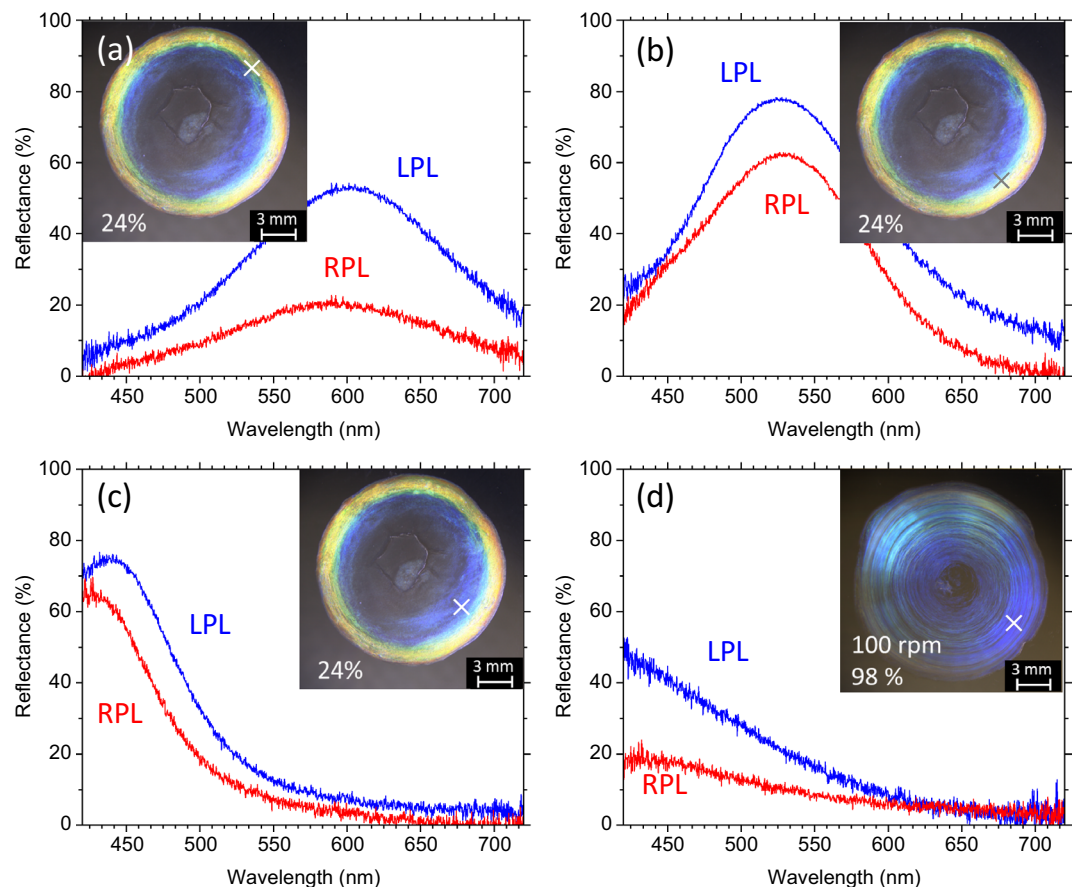 (a)
LPL
RPL
24%
3 mm
100
80
60
40
20
0
Reflectance (%)
450 500 550 600 650 700
Wavelength (nm)
(b)
LPL
RPL
24%
3 mm
100
80
60
40
20
0
Reflectance (%)
450 500 550 600 650 700
Wavelength (nm)
(c)
LPL
RPL
24%
3 mm
100
80
60
40
20
0
Reflectance (%)
450 500 550 600 650 700
Wavelength (nm)
(d)
LPL
RPL
100 rpm
98 %
3 mm
100
80
60
40
20
0
Reflectance (%)
450 500 550 600 650 700
Wavelength (nm)